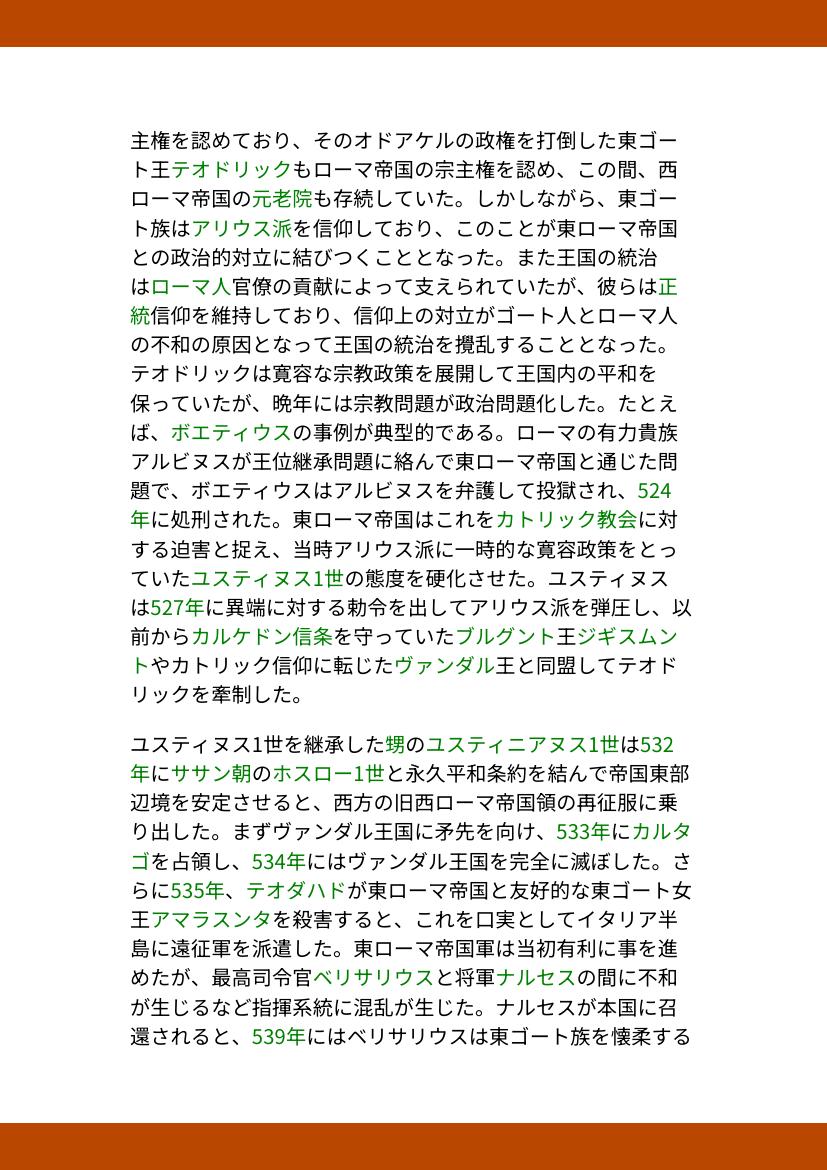 主権を認めており、そのオドアケルの政権を打倒した東ゴー
ト王テオドリックもローマ帝国の宗主権を認め、この間、西
ローマ帝国の元老院も存続していた。しかしながら、東ゴー
ト族はアリウス派を信仰しており、このことが東ローマ帝国
との政治的対立に結びつくこととなった。また王国の統治
はローマ人官僚の貢献によって支えられていたが、彼らは正
統信仰を維持しており、信仰上の対立がゴート人とローマ人
の不和の原因となって王国の統治を攪乱することとなった。
テオドリックは寛容な宗教政策を展開して王国内の平和を
保っていたが、晩年には宗教問題が政治問題化した。たとえ
ば、ボエティウスの事例が典型的である。ローマの有力貴族
アルビヌスが王位継承問題に絡んで東ローマ帝国と通じた問
題で、ボエティウスはアルビヌスを弁護して投獄され、524
年に処刑された。東ローマ帝国はこれをカトリック教会に対
する迫害と捉え、当時アリウス派に一時的な寛容政策をとっ
ていたユスティヌス1世の態度を硬化させた。ユスティヌス
は527年に異端に対する勅令を出してアリウス派を弾圧し、以
前からカルケドン信条を守っていたブルグント王ジギスムン
トやカトリック信仰に転じたヴァンダル王と同盟してテオド
リックを牽制した。
ユスティヌス1世を継承した甥のユスティニアヌス1世は532
年にササン朝のホスロー1世と永久平和条約を結んで帝国東部
辺境を安定させると、西方の旧西ローマ帝国領の再征服に乗
り出した。まずヴァンダル王国に矛先を向け、533年にカルタ
ゴを占領し、534年にはヴァンダル王国を完全に滅ぼした。さ
らに535年、テオダハドが東ローマ帝国と友好的な東ゴート女
王アマラスンタを殺害すると、これを口実としてイタリア半
島に遠征軍を派遣した。東ローマ帝国軍は当初有利に事を進
めたが、最高司令官ベリサリウスと将軍ナルセスの間に不和
が生じるなど指揮系統に混乱が生じた。ナルセスが本国に召
還されると、539年にはベリサリウスは東ゴート族を懐柔する